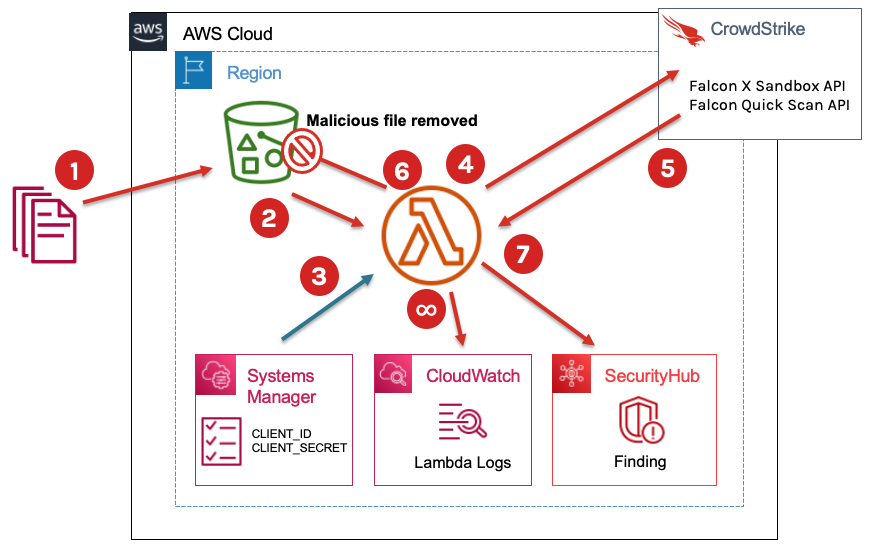 aws
AWS Cloud
CrowdStrike
Region
Falcon X Sandbox API
Falcon Quick Scan API
Malicious file removed
1
6
4
5
2
7
3
∞
Systems
Manager
CLIENT_ID
CLIENT_SECRET
CloudWatch
Lambda Logs
SecurityHub
Finding